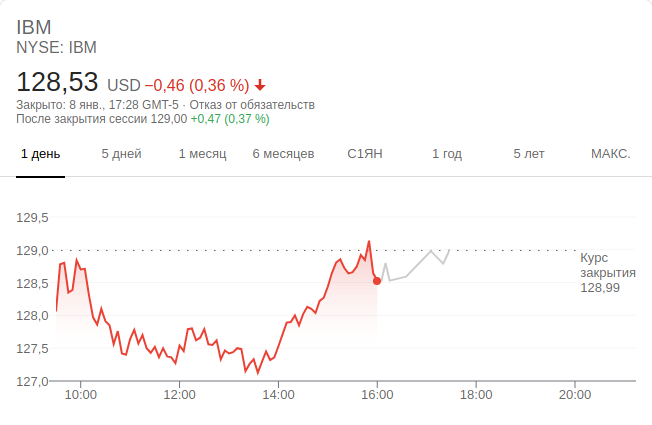 IBM
NYSE: IBM
128,53 USD −0,46 (0,36 %)
Закрыто: 8 янв., 17:28 GMT-5 · Отказ от обязательств
После закрытия сессии 129,00 +0,47 (0,37 %)
1 день 5 дней 1 месяц 6 месяцев С1ЯН 1 год 5 лет МАКС.
129,5
129,0
128,5
128,0
127,5
127,0
Курс
закрытия
128,99
10:00 12:00 14:00 16:00 18:00 20:00